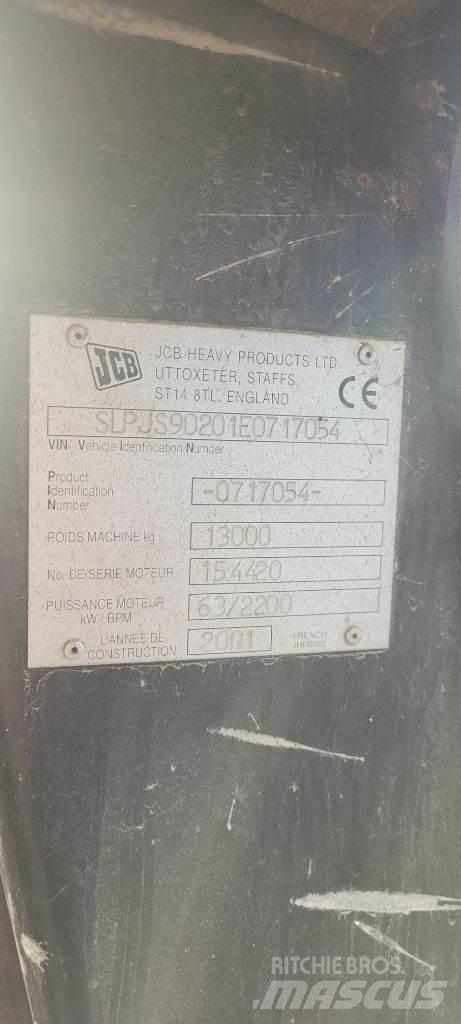 JCB
JCB HEAVY PRODUCTS LTD
UTTOXETER, STAFFS,
ST14 8TL, ENGLAND
CE
SLPJS90201E0717054
VIN Vehicle Identification Number
Product
Identification
Number
-0717054-
POIDS MACHINE kg
13000
No. DE SERIE MOTEUR
154420
PUISSANCE MOTEUR
kW / BPM
63/2200
L'ANNEE DE
CONSTRUCTION
2001
FRENCH
RITCHIE BROS.
MASCUS